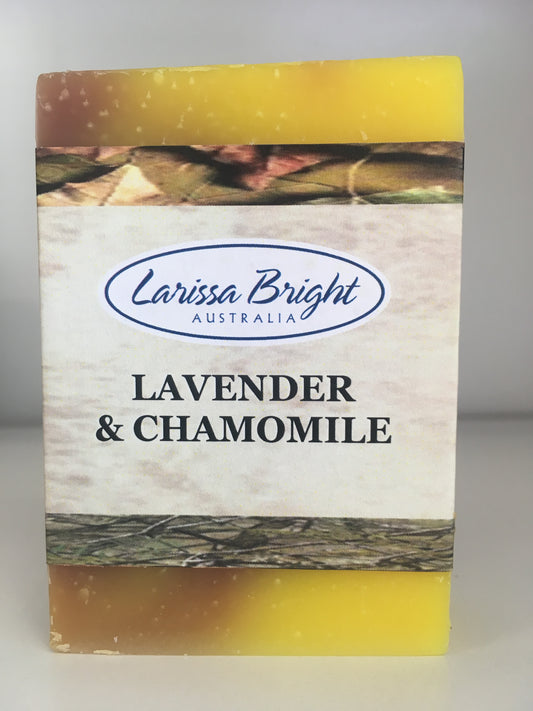 Larissa Bright
AUSTRALIA
LAVENDER
& CHAMOMILE